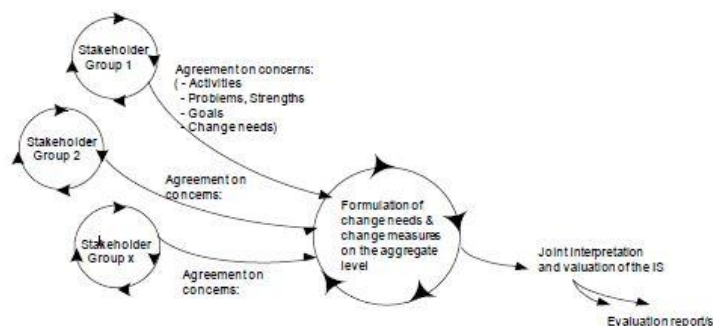 Stakeholder
Group 1
Agreement on concerns:
( - Activities
- Problems, Strengths
- Goals
- Change needs)
Stakeholder
Group 2
Agreement on
concerns:
Stakeholder
Group x
Agreement on
concerns:
Formulation of
change needs &
change measures
on the aggregate
level
Joint Interpretation
and valuation of the IS
Evaluation report/s